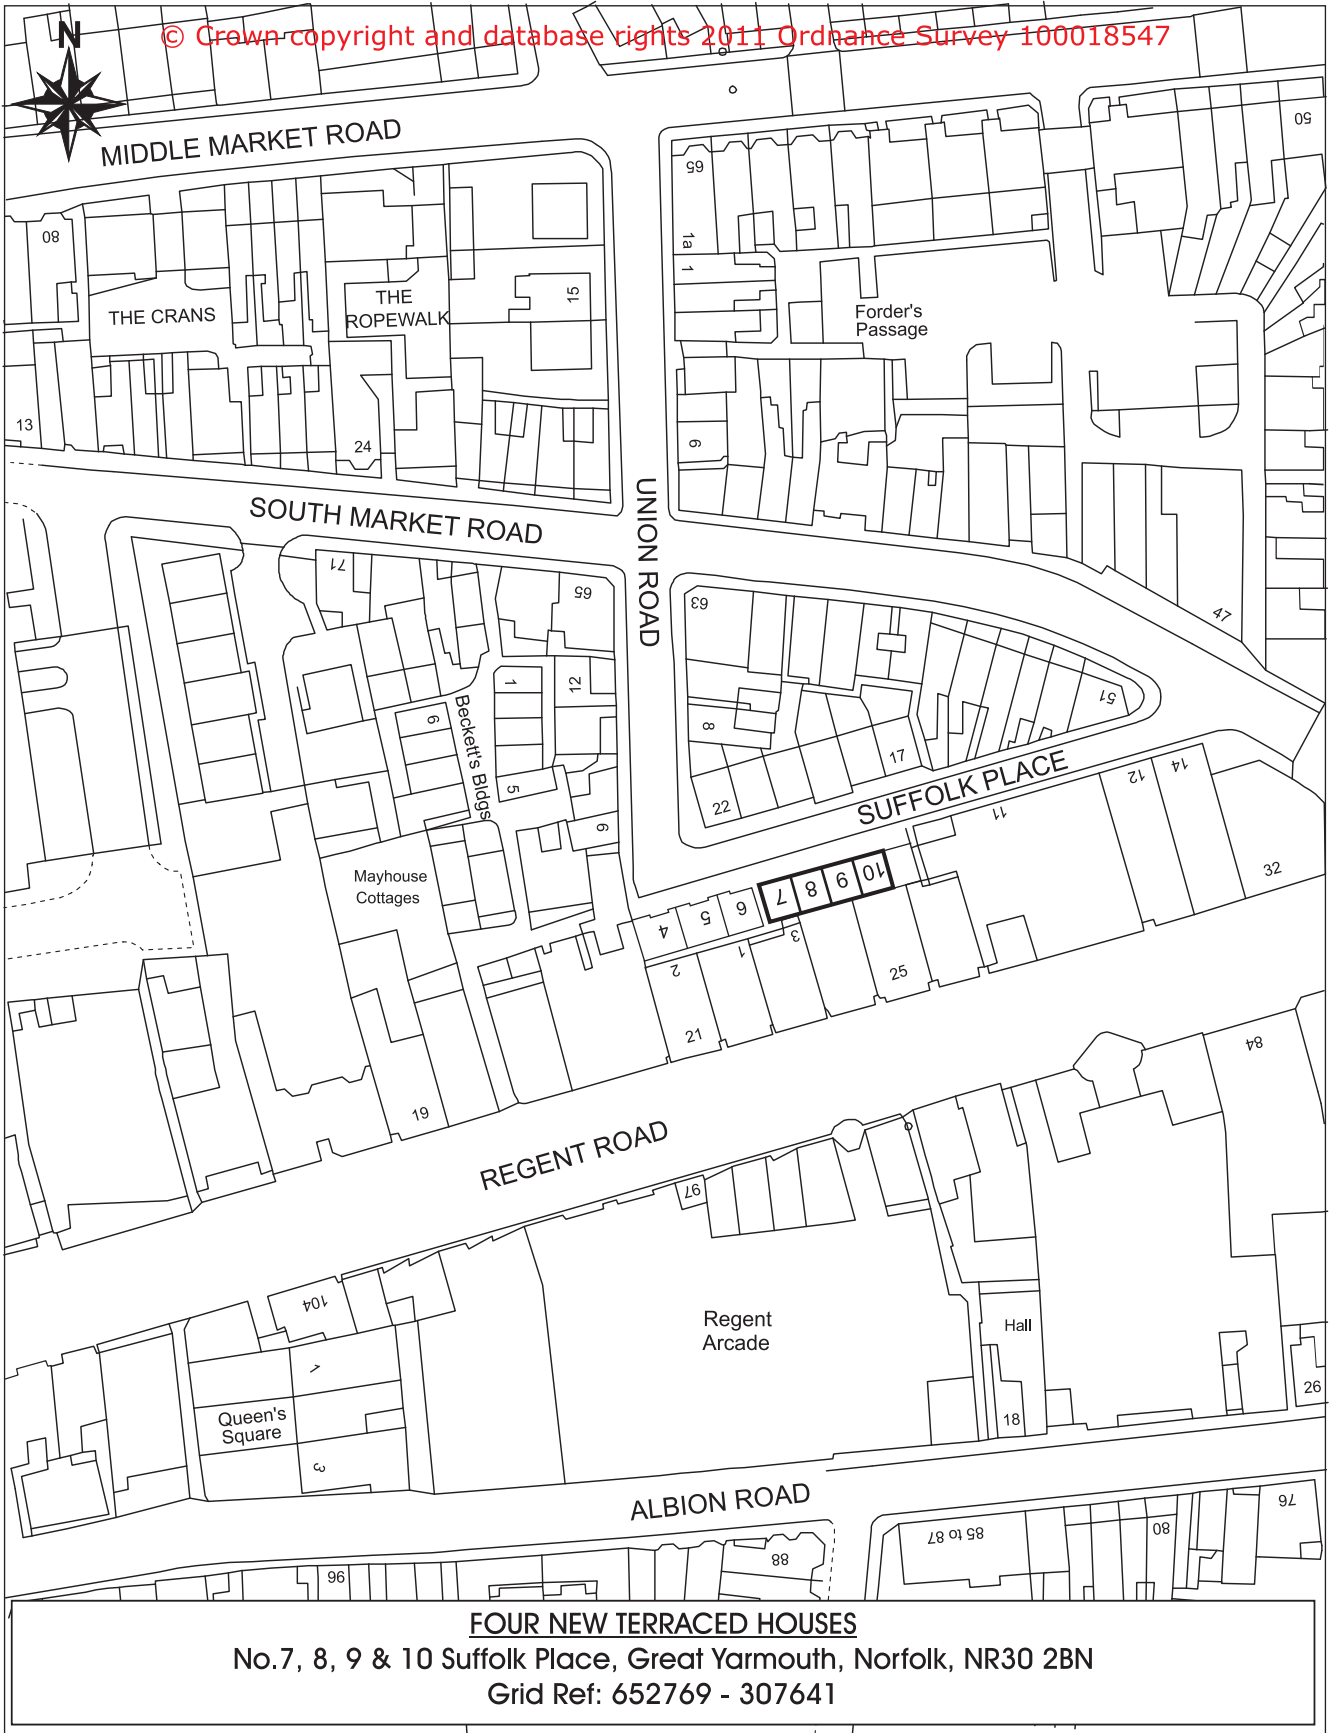 © Crown copyright and database rights 2011 Ordnance Survey 100018547
N
MIDDLE MARKET ROAD
50
65
1a
1
80
THE CRANS
THE
ROPEWALK
15
Forder's
Passage
13
24
6
SOUTH MARKET ROAD
UNION ROAD
71
65
63
47
1
12
51
6
Beckett's Bldgs
8
17
5
22
SUFFOLK PLACE
12
14
11
6
Mayhouse
Cottages
32
7
8
9
10
4
5
6
2
1
3
25
21
19
84
REGENT ROAD
97
104
Regent
Arcade
Hall
1
26
Queen's
Square
18
3
ALBION ROAD
76
85 to 87
80
88
96
FOUR NEW TERRACED HOUSES
No.7, 8, 9 & 10 Suffolk Place, Great Yarmouth, Norfolk, NR30 2BN
Grid Ref: 652769 - 307641